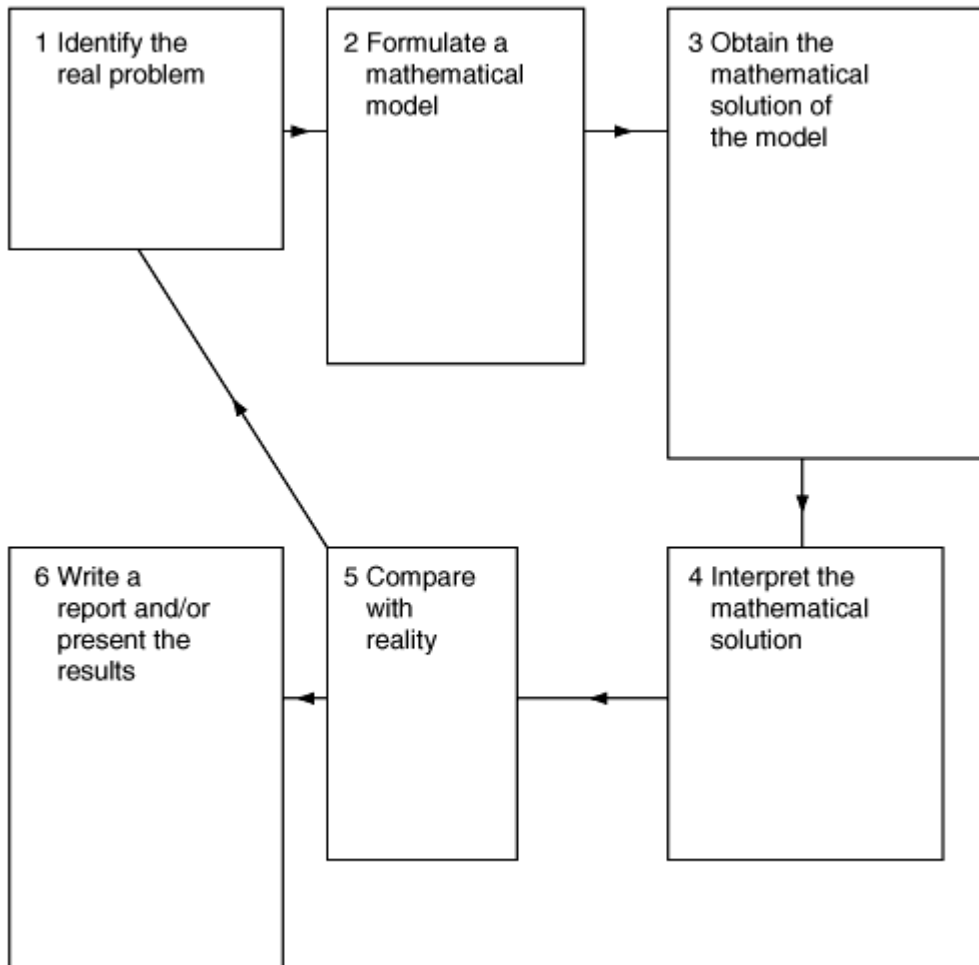 1 Identify the
real problem
2 Formulate a
mathematical
model
3 Obtain the
mathematical
solution of
the model
4 Interpret the
mathematical
solution
5 Compare
with
reality
6 Write a
report and/or
present the
results